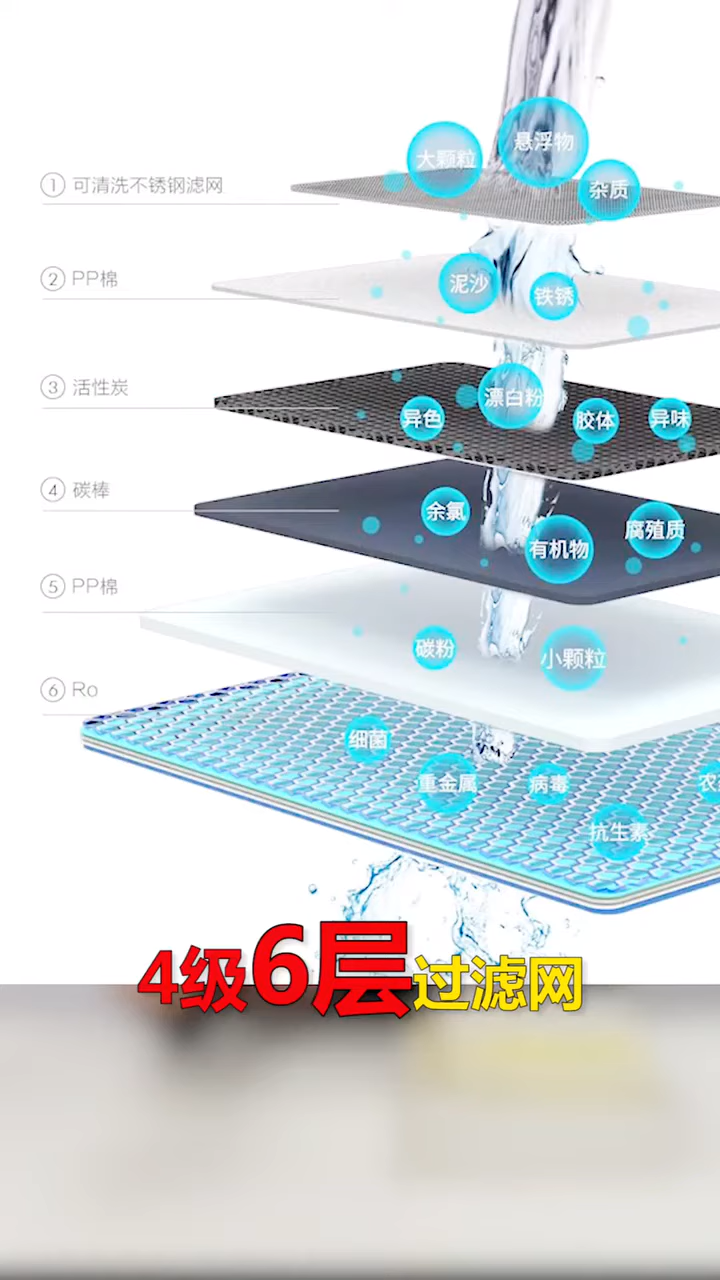 大颗粒
悬浮物
杂质
① 可清洗不锈钢滤网
泥沙
铁锈
② PP棉
漂白粉
异色
胶体
异味
③ 活性炭
④ 碳棒
余氯
有机物
腐殖质
⑤ PP棉
碳粉
小颗粒
⑥ Ro
细菌
重金属
病毒
农
抗生素
4级6层过滤网